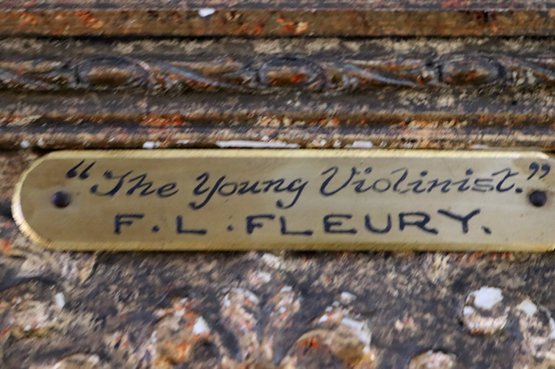 "The Young Violinist."
F. L. FLEURY.